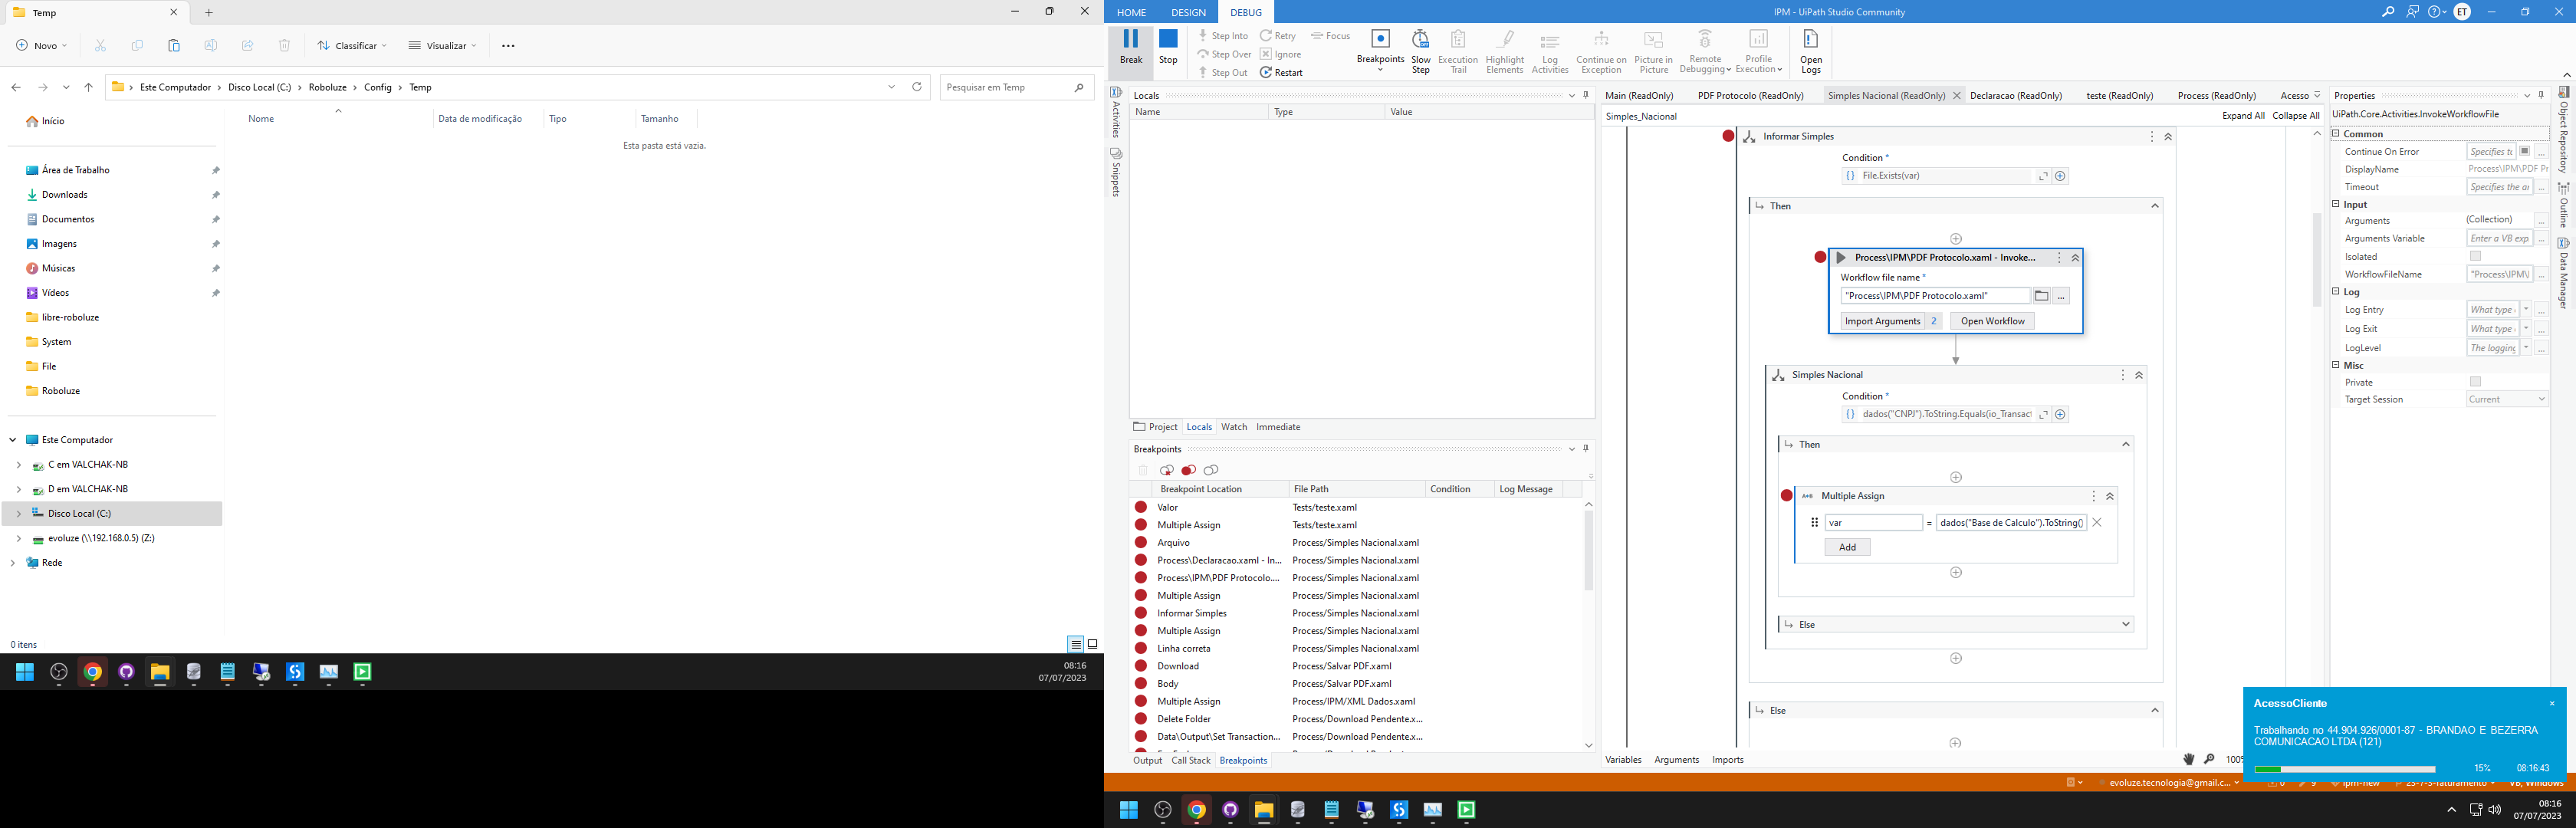 Temp
Novo
Classificar
Visualizar
Este Computador
Disco Local (C:)
Roboluze
Config
Temp
Pesquisar em Temp
Início
Área de Trabalho
Downloads
Documentos
Imagens
Músicas
Vídeos
libre-roboluze
System
File
Roboluze
Este Computador
C em VALCHAK-NB
D em VALCHAK-NB
Disco Local (C:)
evoluze (\\192.168.0.5) (Z:)
Rede
Nome
Data de modificação
Tipo
Tamanho
Esta pasta está vazia.
0 itens
08:16
07/07/2023
HOME DESIGN DEBUG
IPM - UiPath Studio Community
ET
Break
Stop
Step Into
Step Over
Step Out
Retry
Ignore
Restart
Focus
Breakpoints
Slow Step
Execution Trail
Highlight Elements
Log Activities
Continue on Exception
Picture in Picture
Remote Debugging
Profile Execution
Open Logs
Activities
Snippets
Locals
Name Type Value
Project Locals Watch Immediate
Breakpoints
Breakpoint Location File Path Condition Log Message
Valor Tests/teste.xaml
Multiple Assign Tests/teste.xaml
Arquivo Process/Simples Nacional.xaml
Process\Declaracao.xaml - In... Process/Simples Nacional.xaml
Process\IPM\PDF Protocolo.... Process/Simples Nacional.xaml
Multiple Assign Process/Simples Nacional.xaml
Informar Simples Process/Simples Nacional.xaml
Multiple Assign Process/Simples Nacional.xaml
Linha correta Process/Simples Nacional.xaml
Download Process/Salvar PDF.xaml
Body Process/Salvar PDF.xaml
Multiple Assign Process/IPM/XML Dados.xaml
Delete Folder Process/Download Pendente.x...
Data\Output\Set Transaction... Process/Download Pendente.x...
Output Call Stack Breakpoints
Main (ReadOnly)
PDF Protocolo (ReadOnly)
Simples Nacional (ReadOnly)
Declaracao (ReadOnly)
teste (ReadOnly)
Process (ReadOnly)
Acesso
Simples_Nacional
Expand All Collapse All
Informar Simples
Condition *
File.Exists(var)
Then
Process\IPM\PDF Protocolo.xaml - Invoke...
Workflow file name *
"Process\IPM\PDF Protocolo.xaml"
...
Import Arguments 2
Open Workflow
Simples Nacional
Condition *
dados("CNPJ").ToString.Equals(io_Transact
Then
Multiple Assign
var = dados("Base de Calculo").ToString()
Add
Else
Else
Variables Arguments Imports
100%
Properties
UiPath.Core.Activities.InvokeWorkflowFile
Common
Continue On Error Specifies to
DisplayName Process\IPM\PDF Pr
Timeout Specifies the ar
Input
Arguments (Collection)
Arguments Variable Enter a VB exp
Isolated
WorkflowFileName "Process\IPM\
Log
Log Entry What type
Log Exit What type
LogLevel The logging
Misc
Private
Target Session Current
Object Repository
Outline
Data Manager
AcessoCliente
Trabalhando no 44.904.926/0001-87 - BRANDAO E BEZERRA
COMUNICACAO LTDA (121)
15% 08:16:43
evoluze.tecnologia@gmail.c...
0
9
ipm-new
23-7-3-faturamento
VB, Windows
08:16
07/07/2023